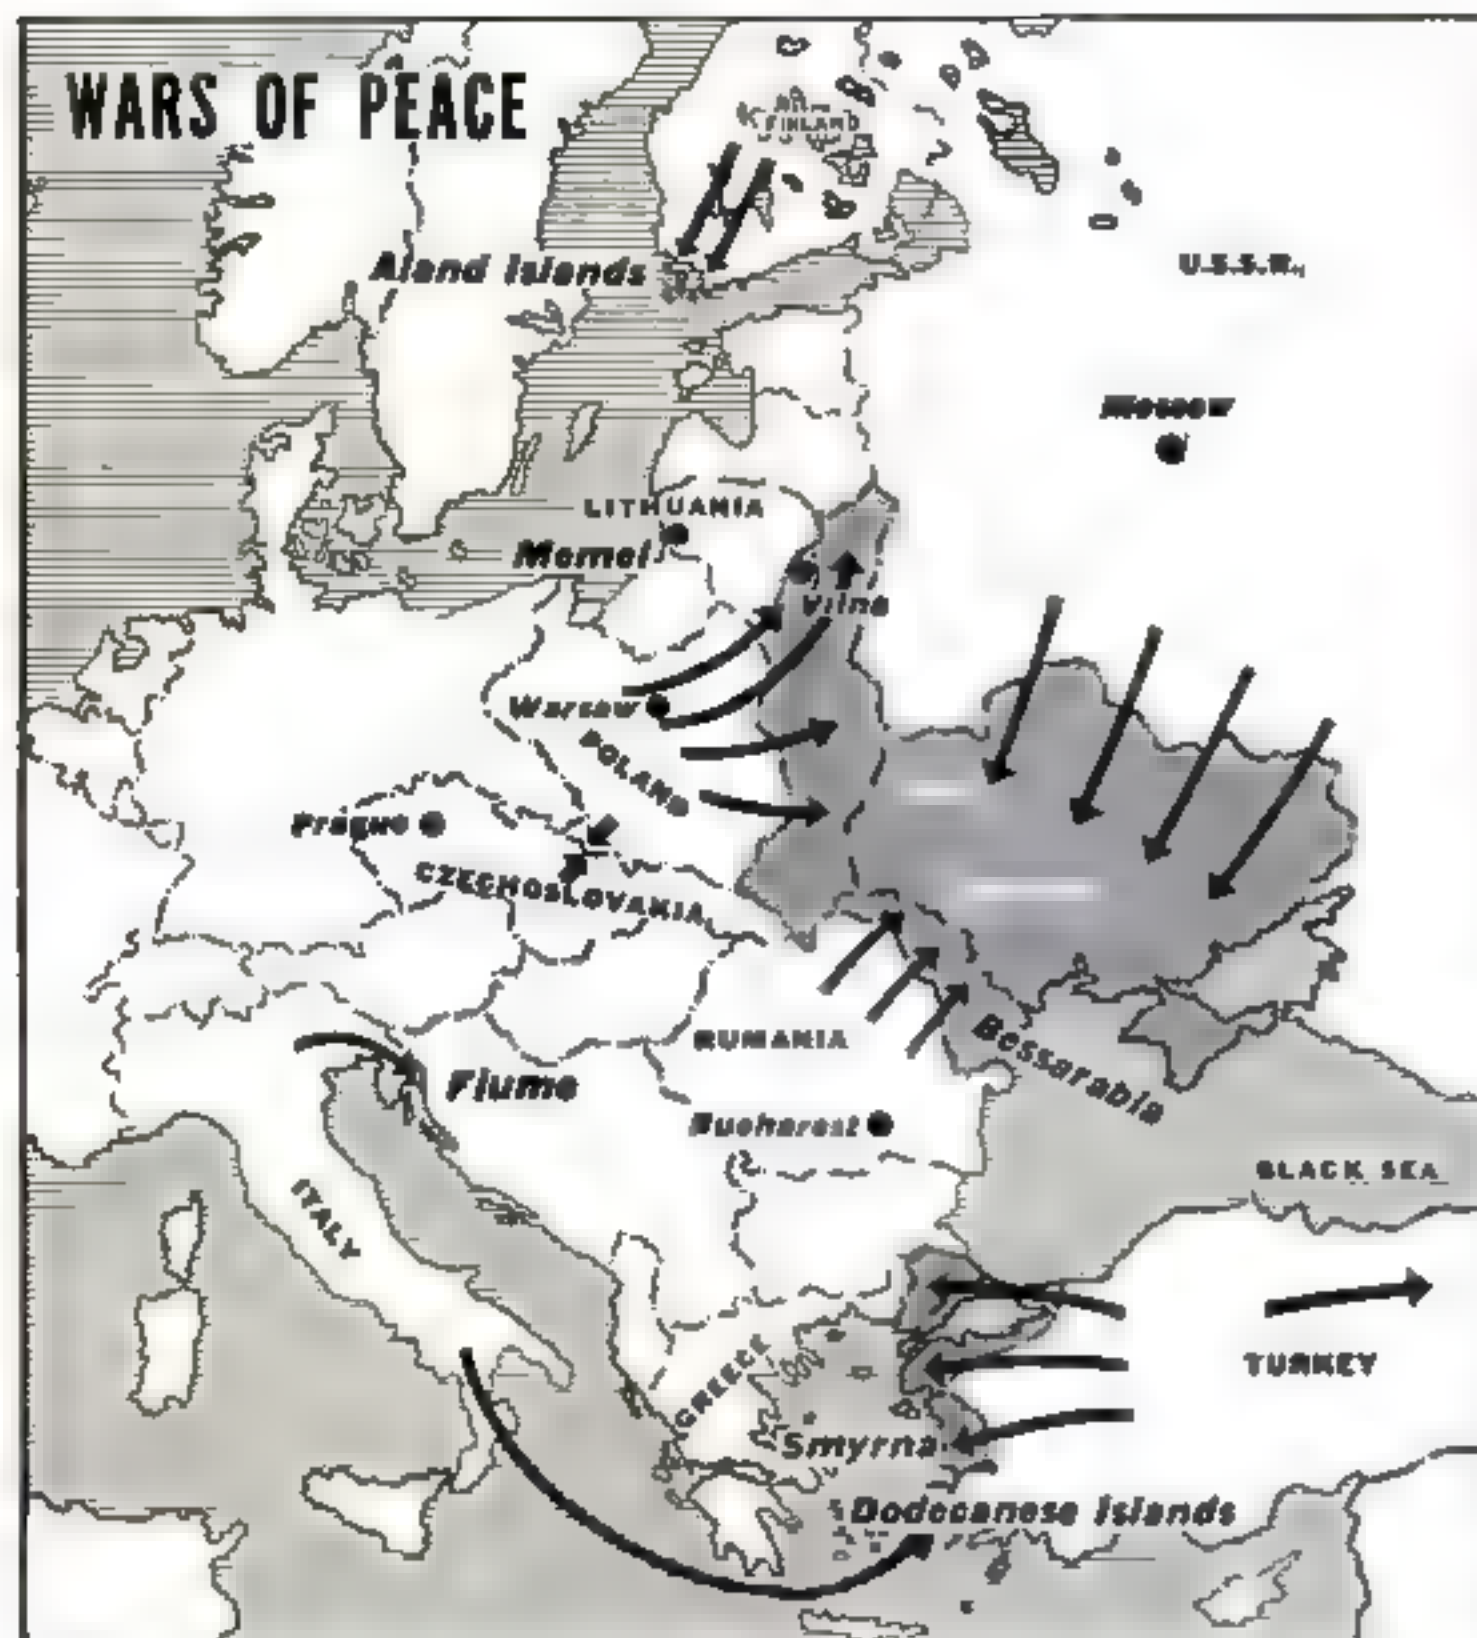 WARS OF PEACE
FINLAND
Aland Islands
U.S.S.R.
Moscow
LITHUANIA
Memel
Vilna
Warsaw
POLAND
Prague
CZECHOSLOVAKIA
RUMANIA
Bessarabia
Fiume
Bucharest
BLACK SEA
ITALY
GREECE
TURKEY
Smyrna
Dodecanese Islands